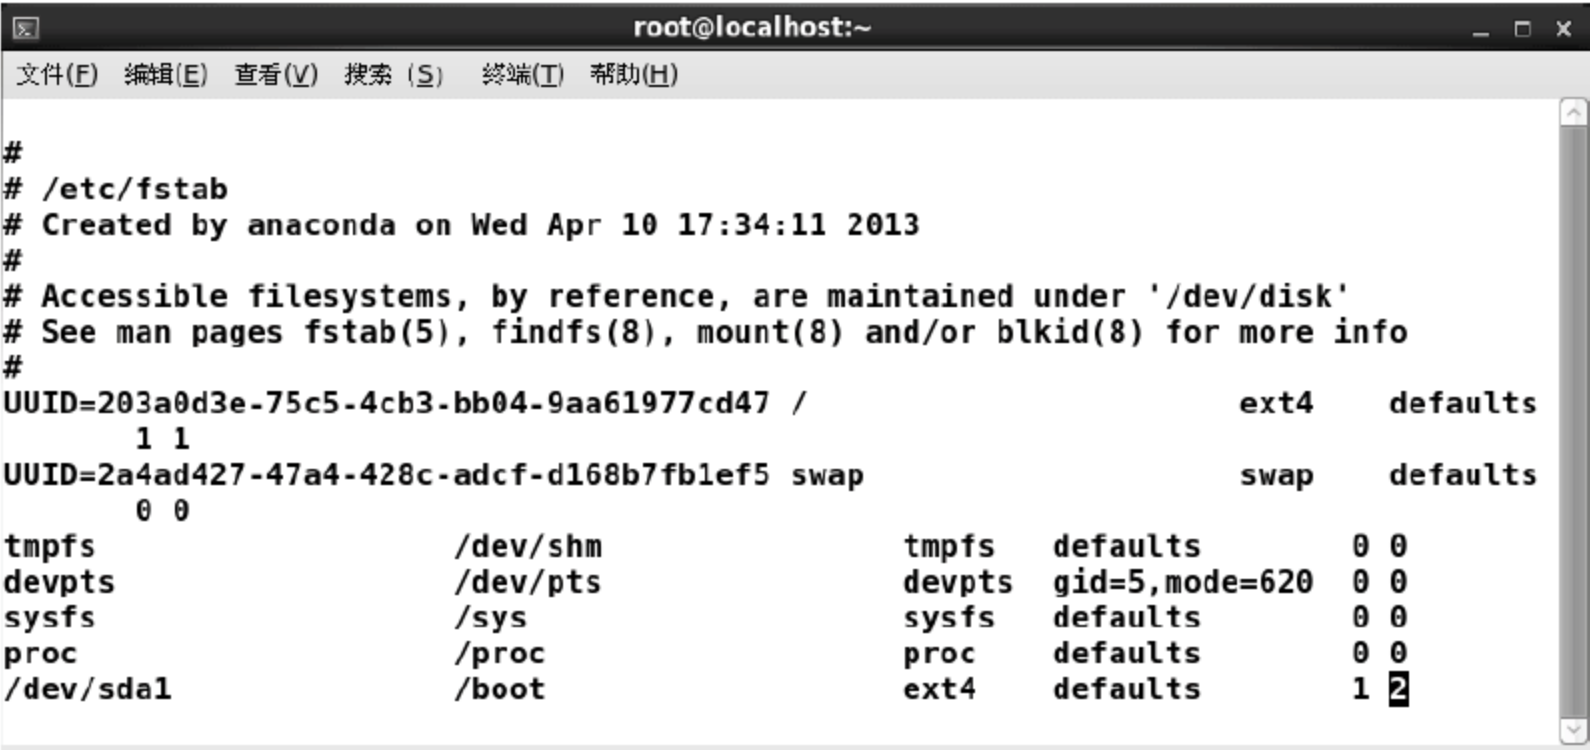 root@localhost:~
文件(F) 编辑(E) 查看(V) 搜索 (S) 终端(T) 帮助(H)
#
# /etc/fstab
# Created by anaconda on Wed Apr 10 17:34:11 2013
#
# Accessible filesystems, by reference, are maintained under '/dev/disk'
# See man pages fstab(5), findfs(8), mount(8) and/or blkid(8) for more info
#
UUID=203a0d3e-75c5-4cb3-bb04-9aa61977cd47 / ext4 defaults
1 1
UUID=2a4ad427-47a4-428c-adcf-d168b7fb1ef5 swap swap defaults
0 0
tmpfs /dev/shm tmpfs defaults 0 0
devpts /dev/pts devpts gid=5,mode=620 0 0
sysfs /sys sysfs defaults 0 0
proc /proc proc defaults 0 0
/dev/sda1 /boot ext4 defaults 1 2